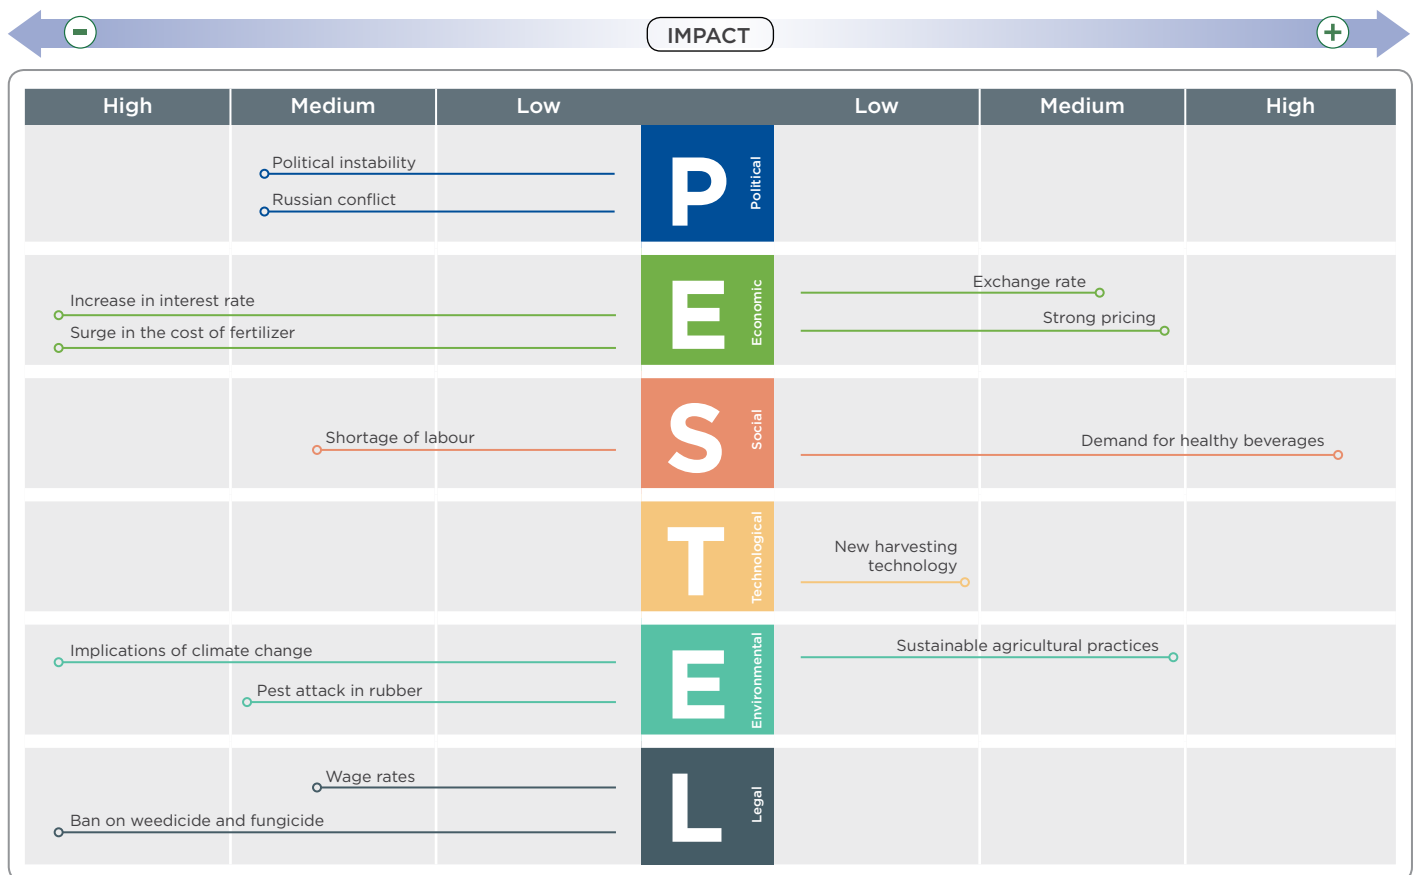 IMPACT
High Medium Low Low Medium High
Political instability
Russian conflict
P
Political
Increase in interest rate
Surge in the cost of fertilizer
E
Economic
Exchange rate
Strong pricing
Shortage of labour
S
Social
Demand for healthy beverages
T
Technological
New harvesting
technology
Implications of climate change
Pest attack in rubber
E
Environmental
Sustainable agricultural practices
Wage rates
Ban on weedicide and fungicide
L
Legal